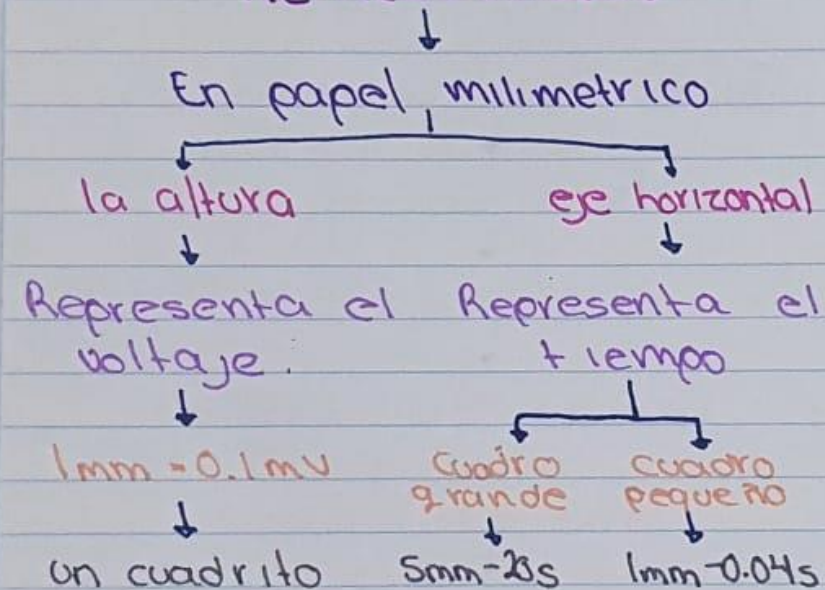 En papel milimetrico
la altura eje horizontal
Representa el Representa el
voltaje. tiempo
1mm = 0.1mV Cuadro cuadro
grande pequeño
un cuadrito 5mm- 1mm-0.04s